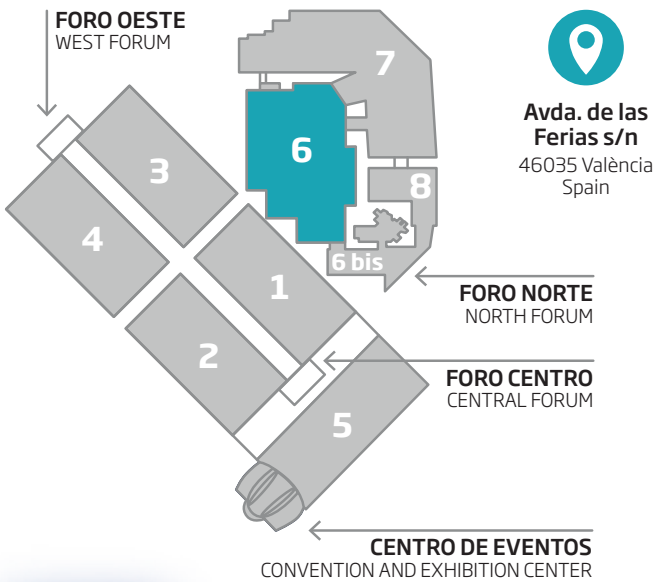 FORO OESTE
WEST FORUM
7
Avda. de las
Ferias s/n
46035 València
Spain
6
3
8
4
6 bis
1
FORO NORTE
NORTH FORUM
2
FORO CENTRO
CENTRAL FORUM
5
CENTRO DE EVENTOS
CONVENTION AND EXHIBITION CENTER